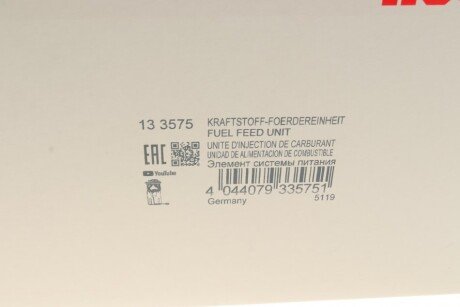 13 3575
KRAFTSTOFF-FOERDEREINHEIT
FUEL FEED UNIT
UNITE D'INJECTION DE CARBURANT
UNIDAD DE ALIMENTACION DE COMBUSTIBLE
Элемент системы питания
EAC
YouTube
4 044079 335751
Germany 5119